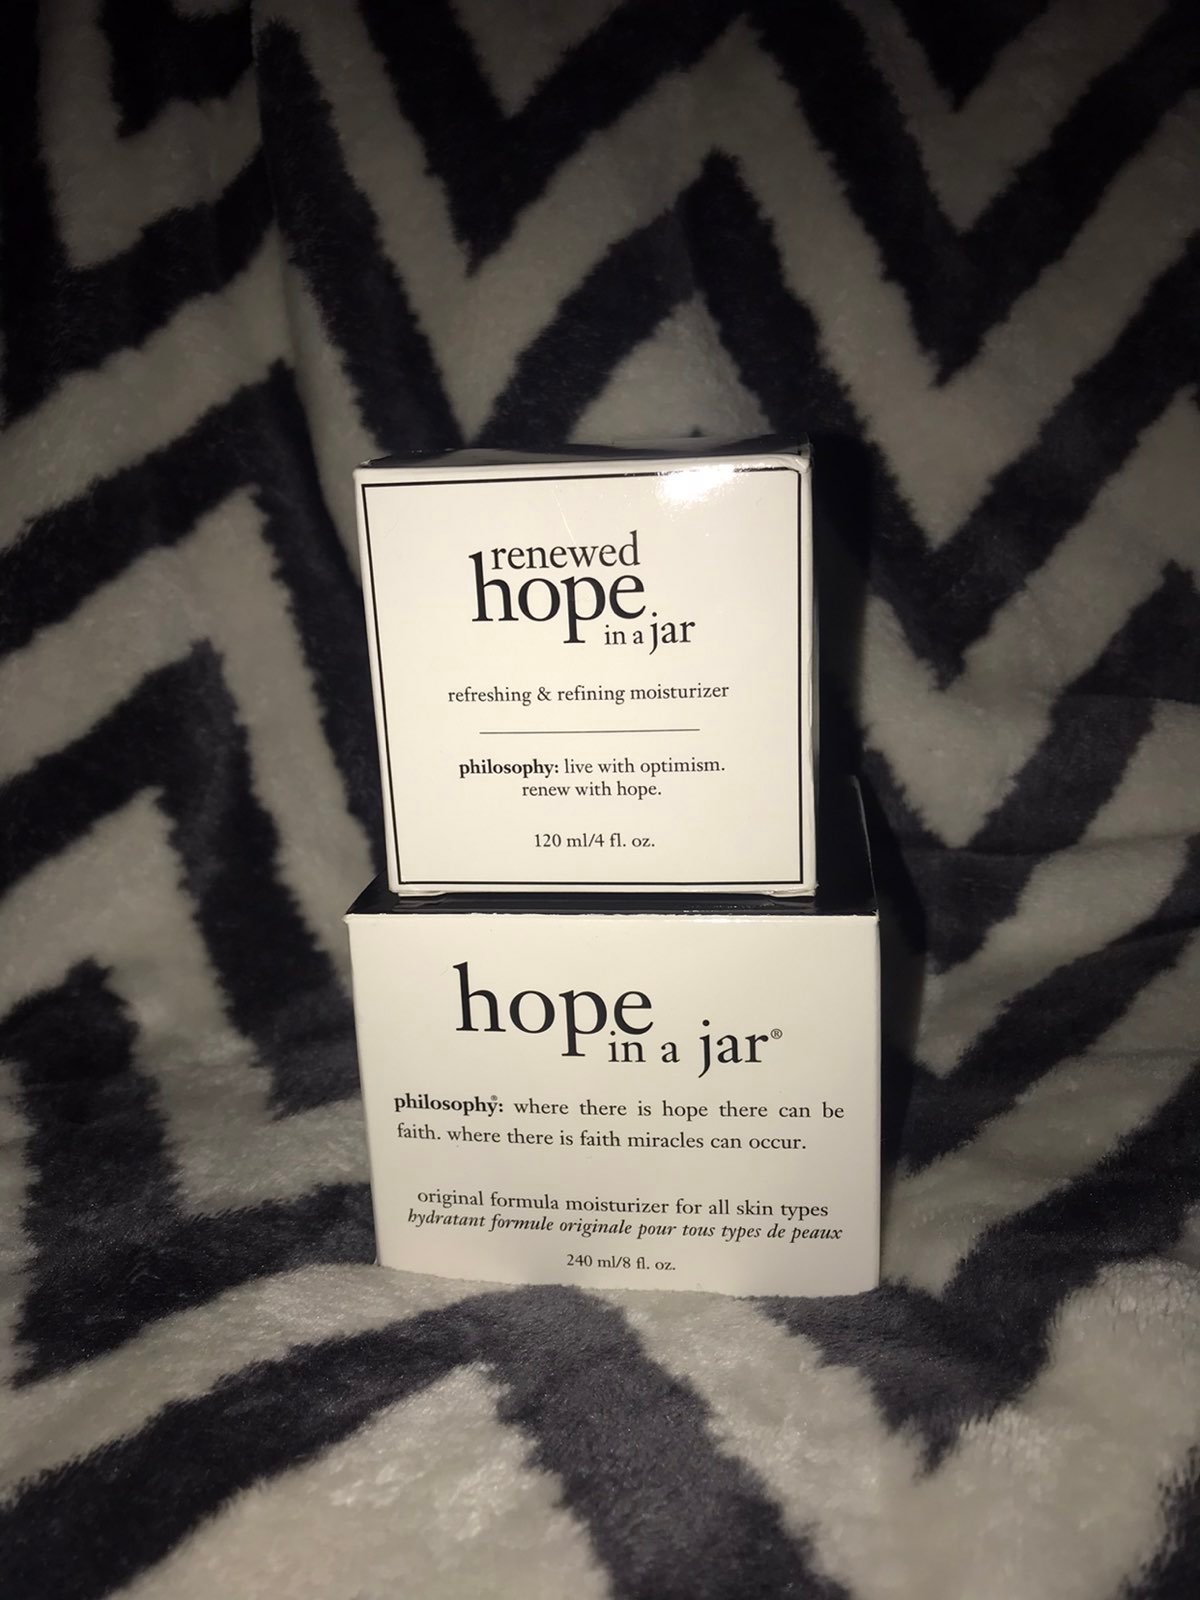 renewed
hope
in a jar
refreshing & refining moisturizer
philosophy: live with optimism.
renew with hope.
120 ml/4 fl. oz.
hope
in a jar®
philosophy®: where there is hope there can be
faith. where there is faith miracles can occur.
original formula moisturizer for all skin types
hydratant formule originale pour tous types de peaux
240 ml/8 fl. oz.